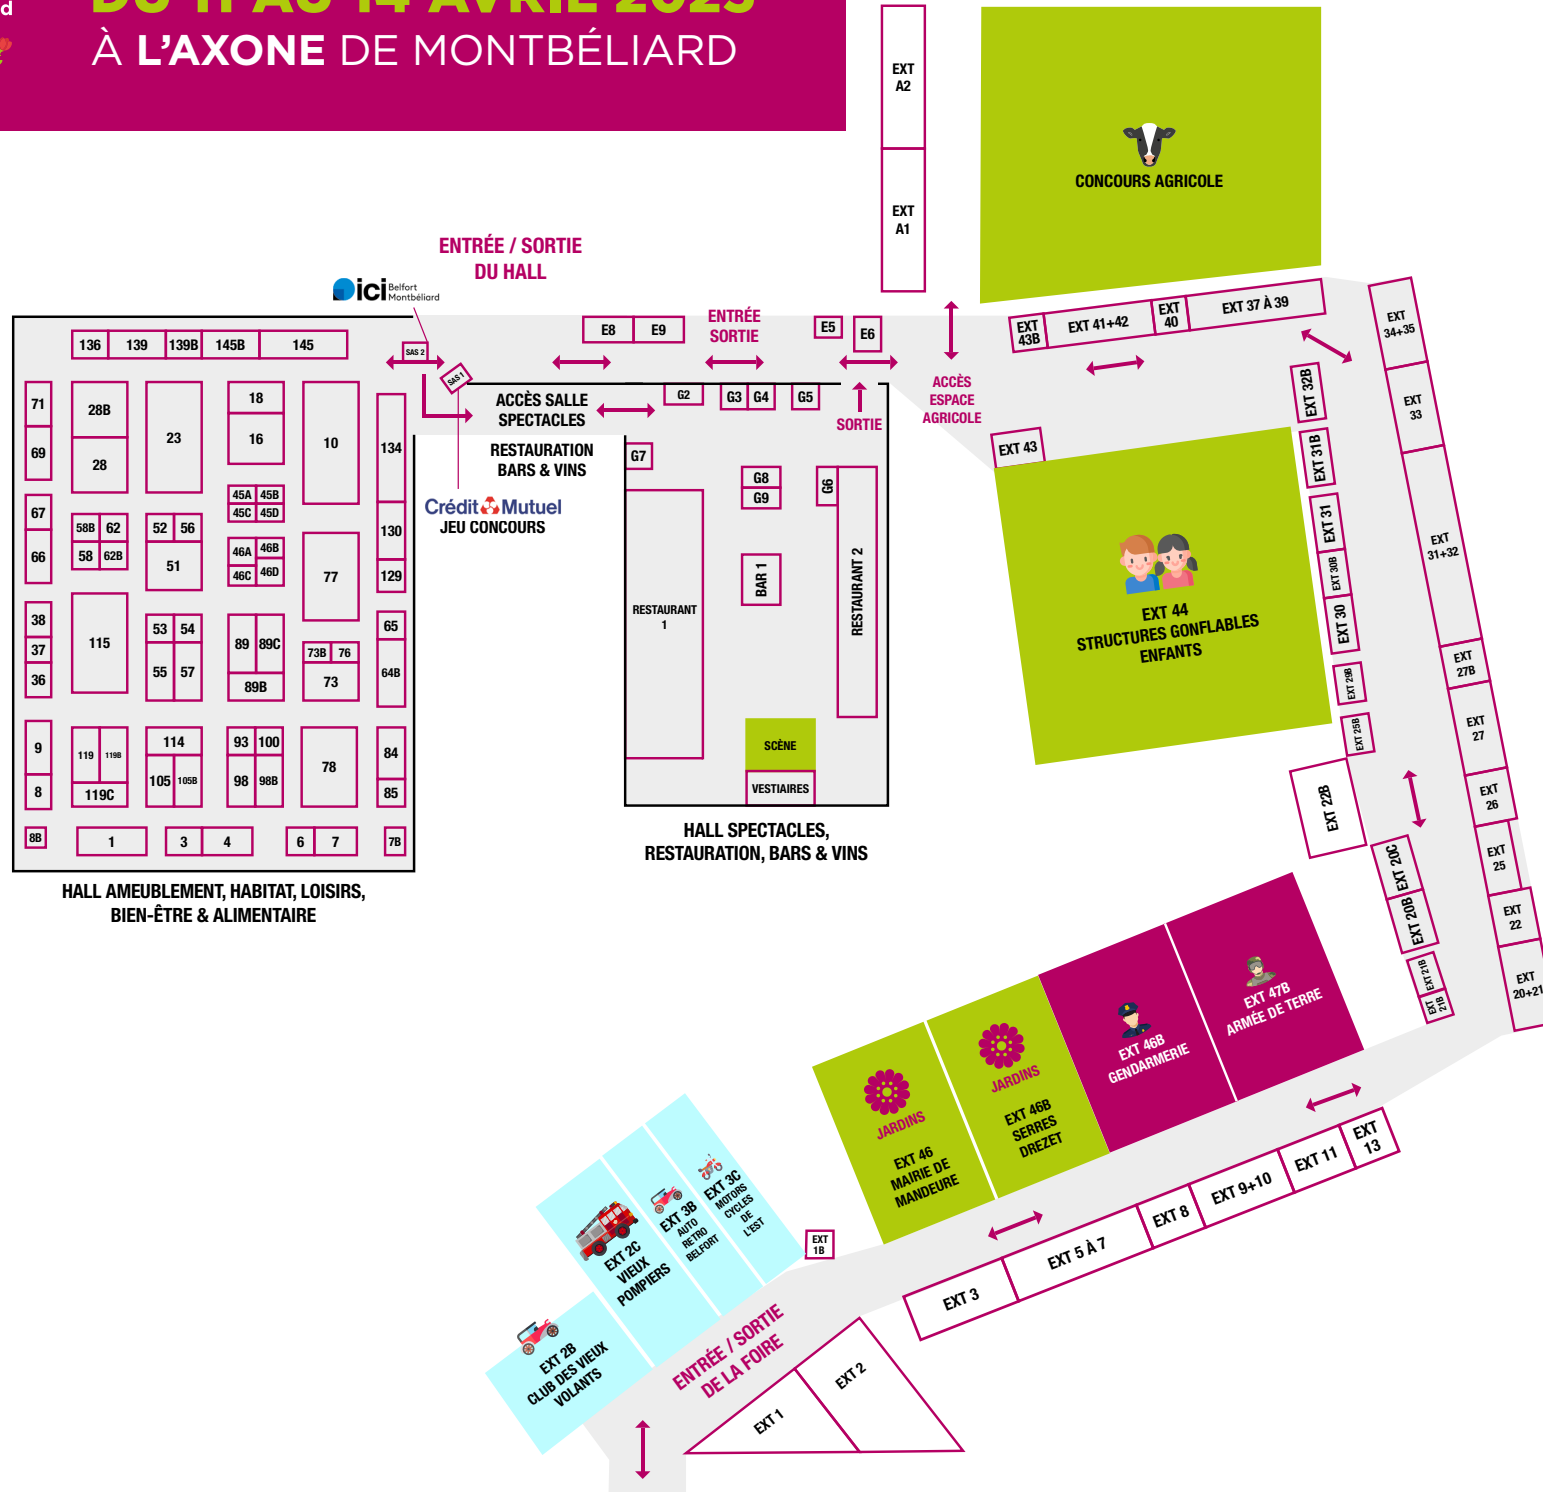 d
DU 11 AU 14 AVRIL 2025
À L'AXONE DE MONTBÉLIARD
EXT
A2
EXT
A1
CONCOURS AGRICOLE
ENTRÉE / SORTIE
DU HALL
ici Belfort
Montbéliard
ENTRÉE
SORTIE
E8
E9
E5
E6
EXT
43B
EXT 41+42
EXT
40
EXT 37 À 39
EXT
34+35
136
139
139B
145B
145
SAS 2
SAS 1
ACCÈS SALLE
SPECTACLES
G2
G3
G4
G5
SORTIE
ACCÈS
ESPACE
AGRICOLE
EXT 32B
EXT
33
71
69
28B
28
23
18
16
10
134
RESTAURATION
BARS & VINS
G7
G8
G9
G6
EXT 43
EXT 31B
67
66
58B
62
58
62B
52
56
51
45A
45B
45C
45D
46A
46B
46C
46D
77
130
129
Crédit Mutuel
JEU CONCOURS
RESTAURANT
1
BAR 1
RESTAURANT 2
EXT 44
STRUCTURES GONFLABLES
ENFANTS
EXT 31
EXT 30B
EXT 30
EXT 29B
EXT 25B
EXT
31+32
EXT
27B
EXT
27
EXT
26
EXT
25
EXT
22
EXT
20+21
38
37
36
115
53
54
55
57
89
89C
89B
73B
76
73
65
64B
9
8
119
119B
119C
114
105
105B
93
100
98
98B
78
84
85
8B
1
3
4
6
7
7B
SCÈNE
VESTIAIRES
HALL SPECTACLES,
RESTAURATION, BARS & VINS
HALL AMEUBLEMENT, HABITAT, LOISIRS,
BIEN-ÊTRE & ALIMENTAIRE
EXT 22B
EXT 20C
EXT 20B
EXT 21B
EXT
21B
EXT 47B
ARMÉE DE TERRE
EXT 46B
GENDARMERIE
JARDINS
EXT 46B
SERRES
DREZET
JARDINS
EXT 46
MAIRIE DE
MANDEURE
EXT
13
EXT 11
EXT 9+10
EXT 8
EXT 5 À 7
EXT 3
EXT
1B
EXT 3C
MOTORS
CYCLES
DE
L'EST
EXT 3B
AUTO
RETRO
BELFORT
EXT 2C
VIEUX
POMPIERS
EXT 2B
CLUB DES VIEUX
VOLANTS
ENTRÉE / SORTIE
DE LA FOIRE
EXT 1
EXT 2